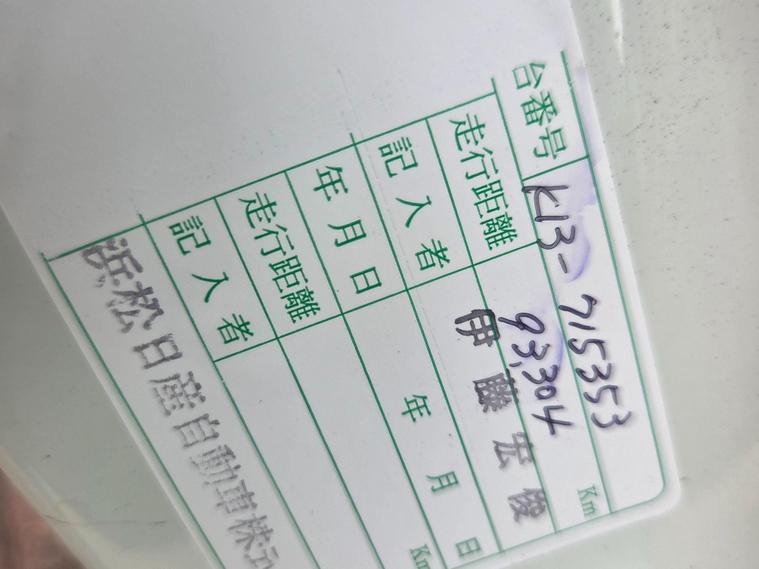 台番号 K13-715353
走行距離 93,304 Km
記入者 伊藤宏俊
年月日 年 月 日
走行距離 Km
記入者
浜松日産自動車株式